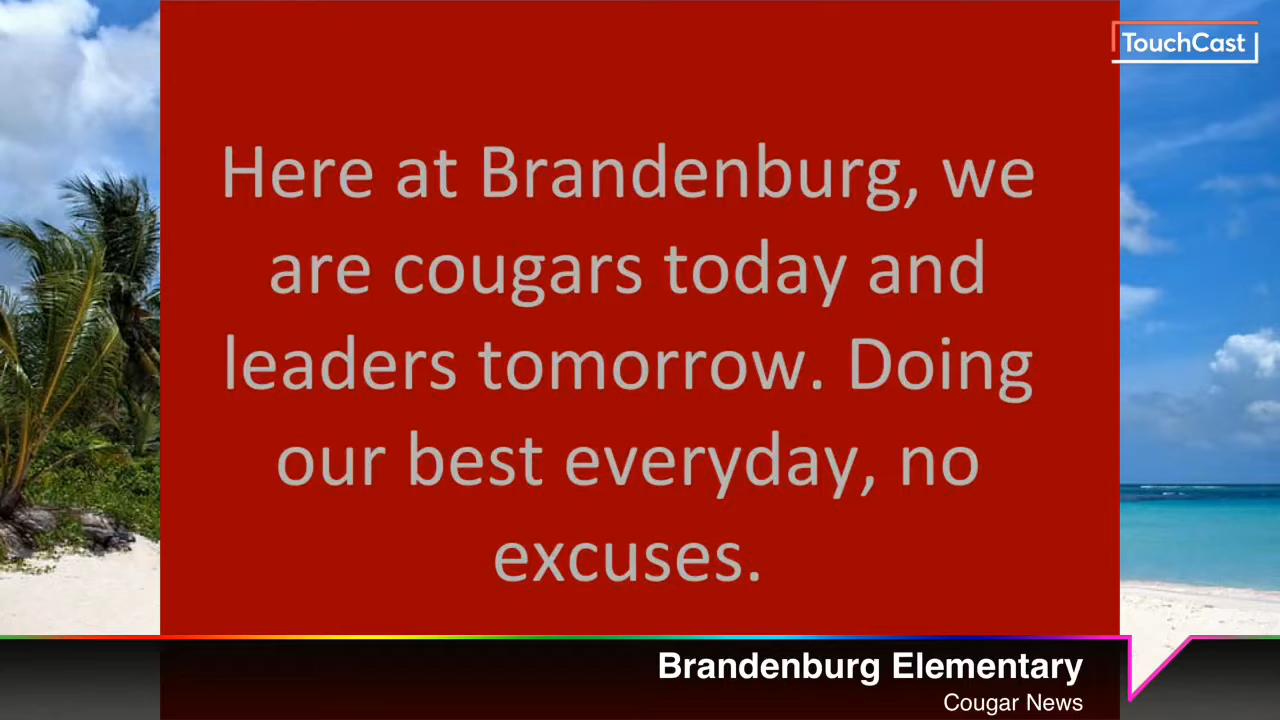 TouchCast
Here at Brandenburg, we
are cougars today and
leaders tomorrow. Doing
our best everyday, no
excuses.
Brandenburg Elementary
Cougar News